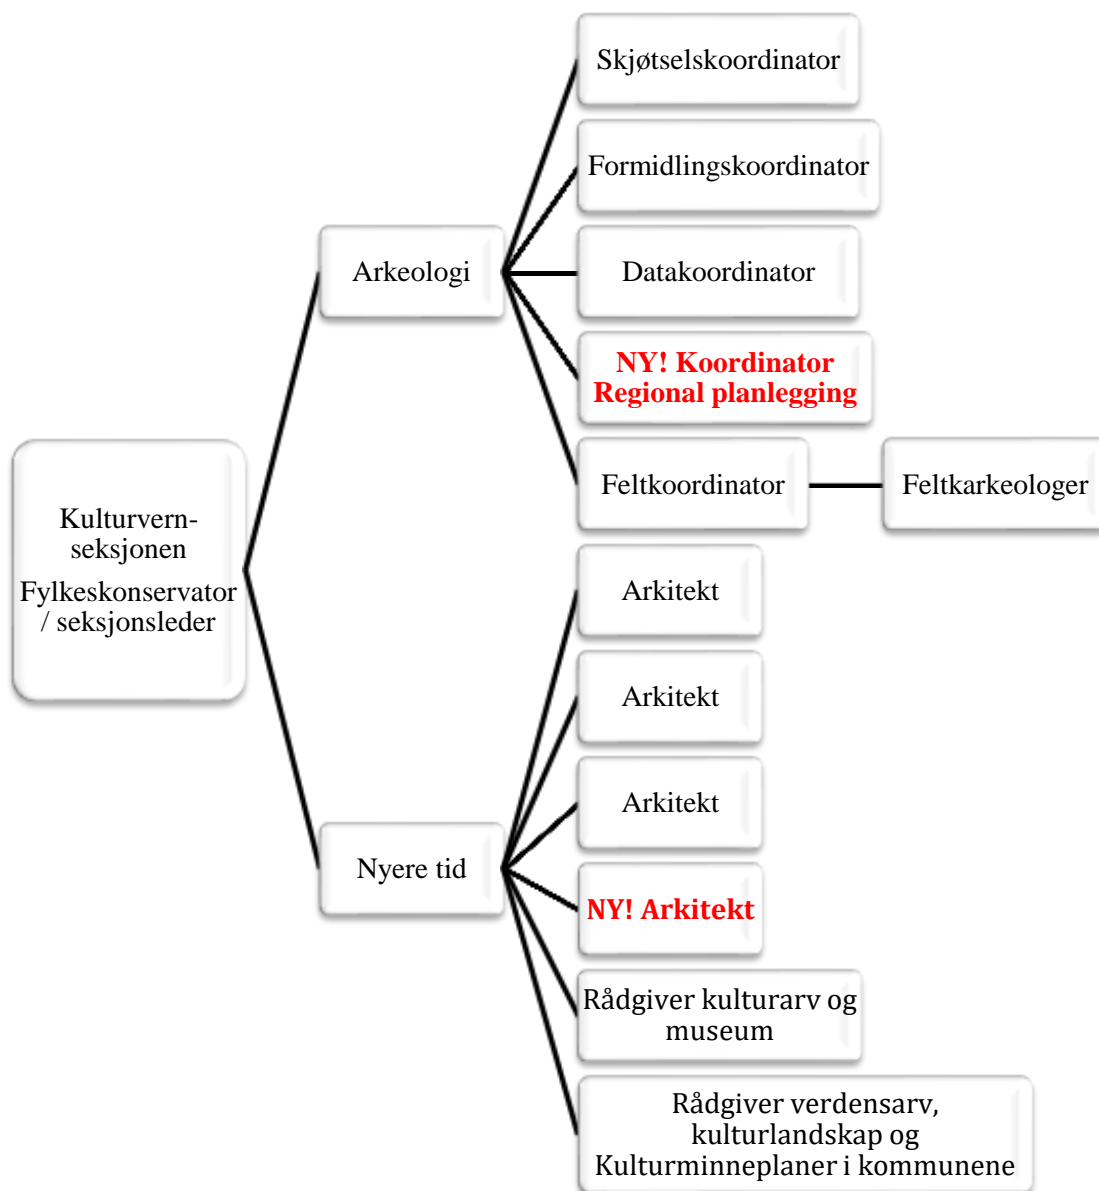 Skjøtselskoordinator
Formidlingskoordinator
Arkeologi
Datakoordinator
NY! Koordinator
Regional planlegging
Feltkoordinator
Feltkarkeologer
Kulturvern-
seksjonen
Fylkeskonservator
/ seksjonsleder
Arkitekt
Arkitekt
Arkitekt
Nyere tid
NY! Arkitekt
Rådgiver kulturarv og
museum
Rådgiver verdensarv,
kulturlandskap og
Kulturminneplaner i kommunene